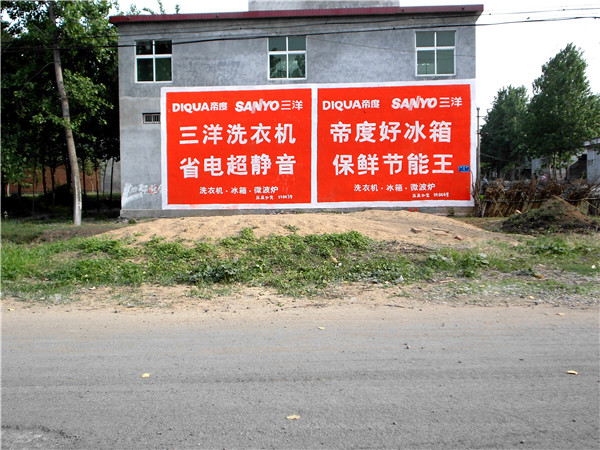 DIQUA帝度 SANYO三洋
三洋洗衣机
省电超静音
洗衣机·冰箱·微波炉
DIQUA帝度 SANYO三洋
帝度好冰箱
保鲜节能王
洗衣机·冰箱·微波炉